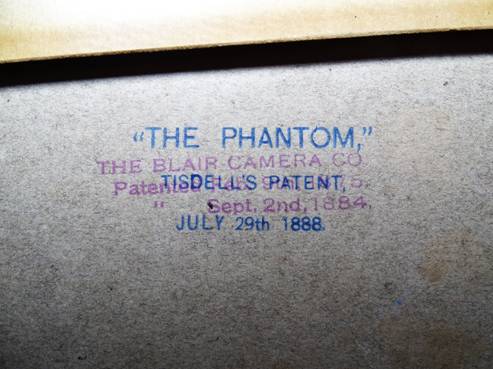 "THE PHANTOM,"
THE BLAIR CAMERA CO.
TISDELL'S PATENT,
Patented
" Sept. 2nd, 1884.
JULY 29th 1888.